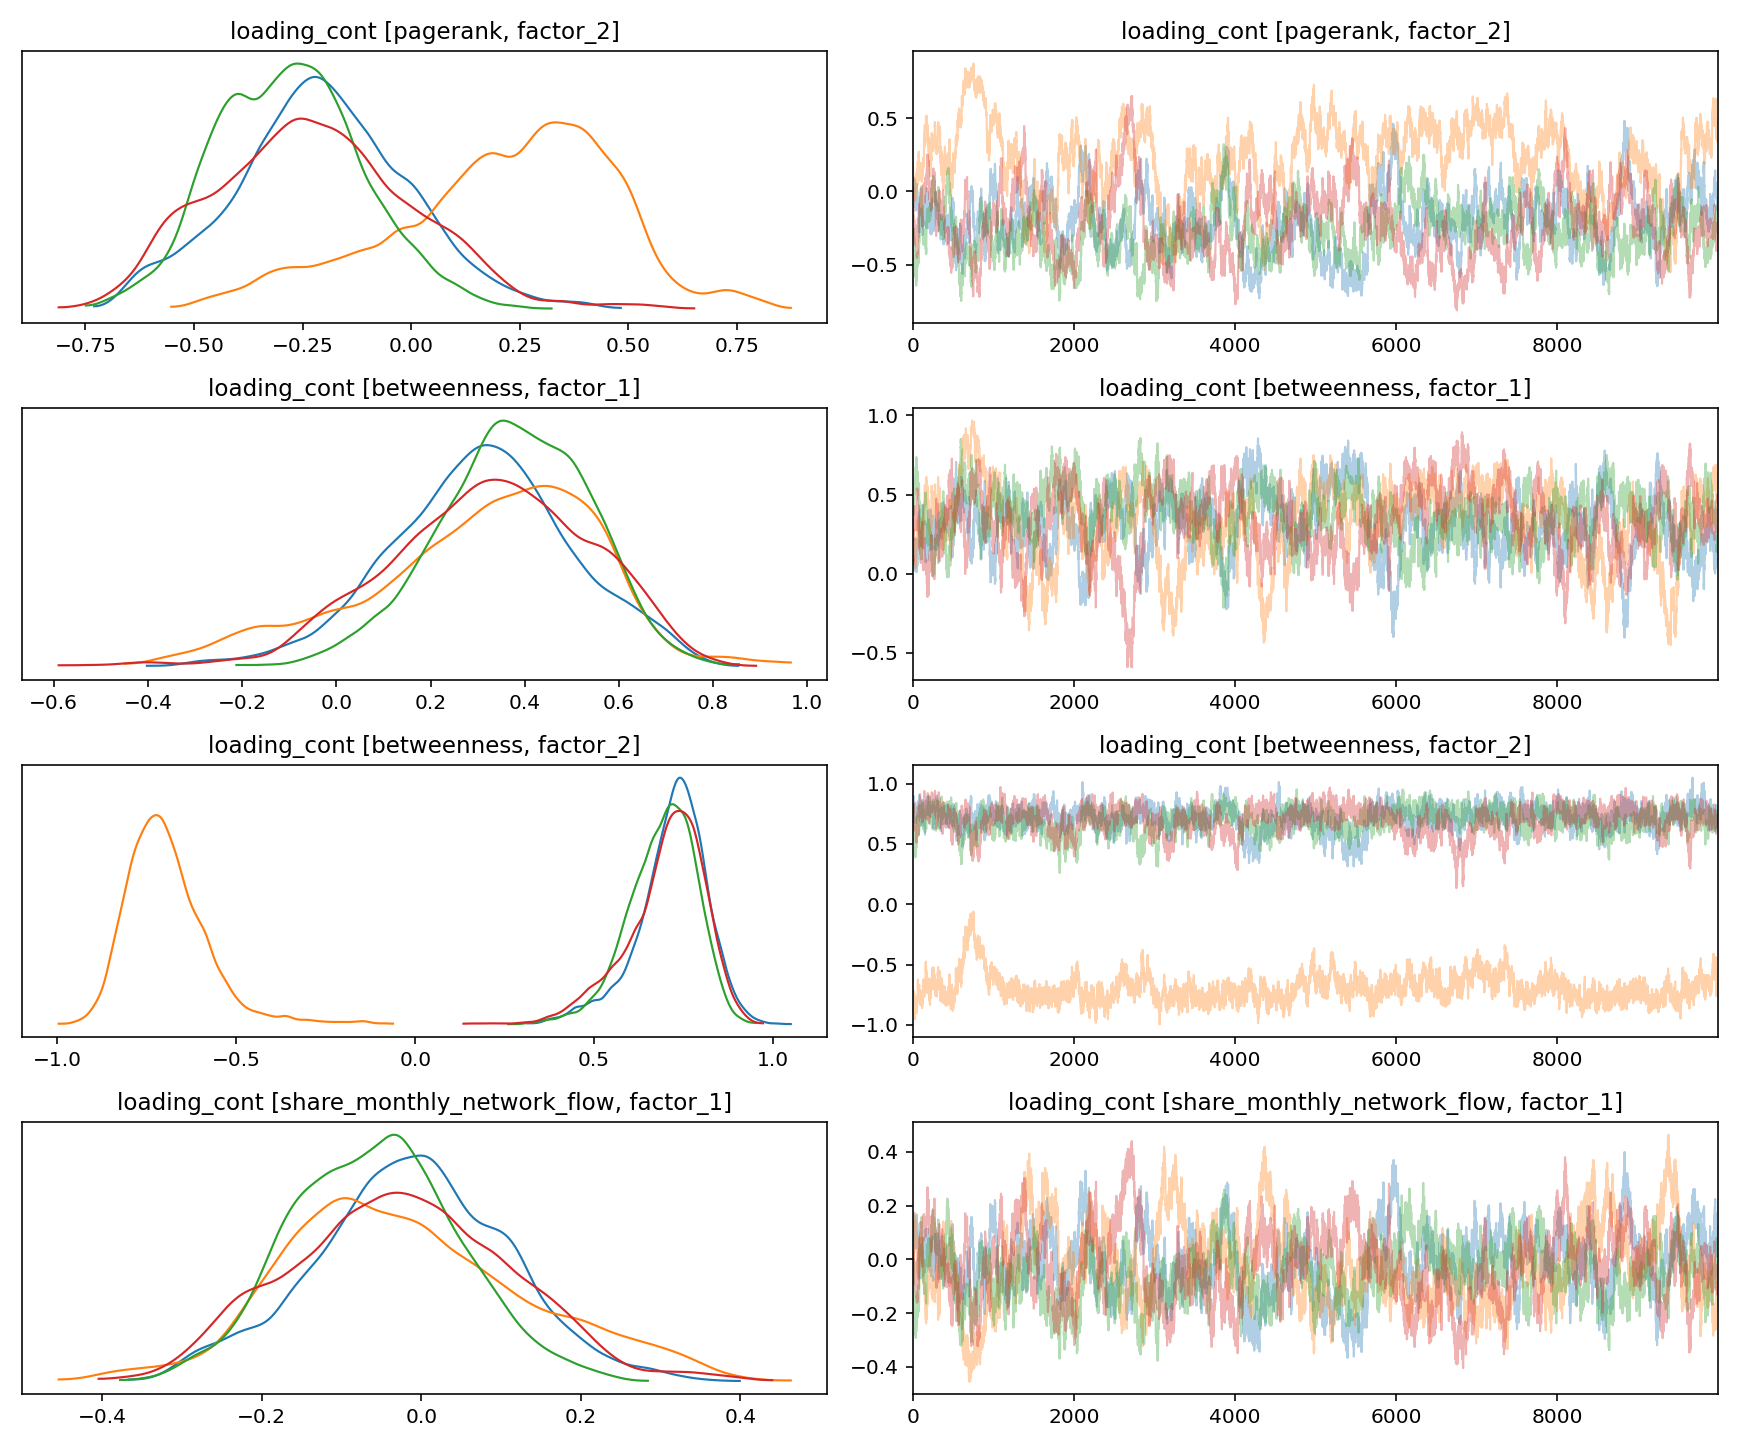 loading_cont [pagerank, factor_2]
loading_cont [pagerank, factor_2]
0.5
0.0
−0.5
−0.75 −0.50 −0.25 0.00 0.25 0.50 0.75
0 2000 4000 6000 8000
loading_cont [betweenness, factor_1]
loading_cont [betweenness, factor_1]
1.0
0.5
0.0
−0.5
−0.6 −0.4 −0.2 0.0 0.2 0.4 0.6 0.8 1.0
0 2000 4000 6000 8000
loading_cont [betweenness, factor_2]
loading_cont [betweenness, factor_2]
1.0
0.5
0.0
−0.5
−1.0
−1.0 −0.5 0.0 0.5 1.0
0 2000 4000 6000 8000
loading_cont [share_monthly_network_flow, factor_1]
loading_cont [share_monthly_network_flow, factor_1]
0.4
0.2
0.0
−0.2
−0.4
−0.4 −0.2 0.0 0.2 0.4
0 2000 4000 6000 8000